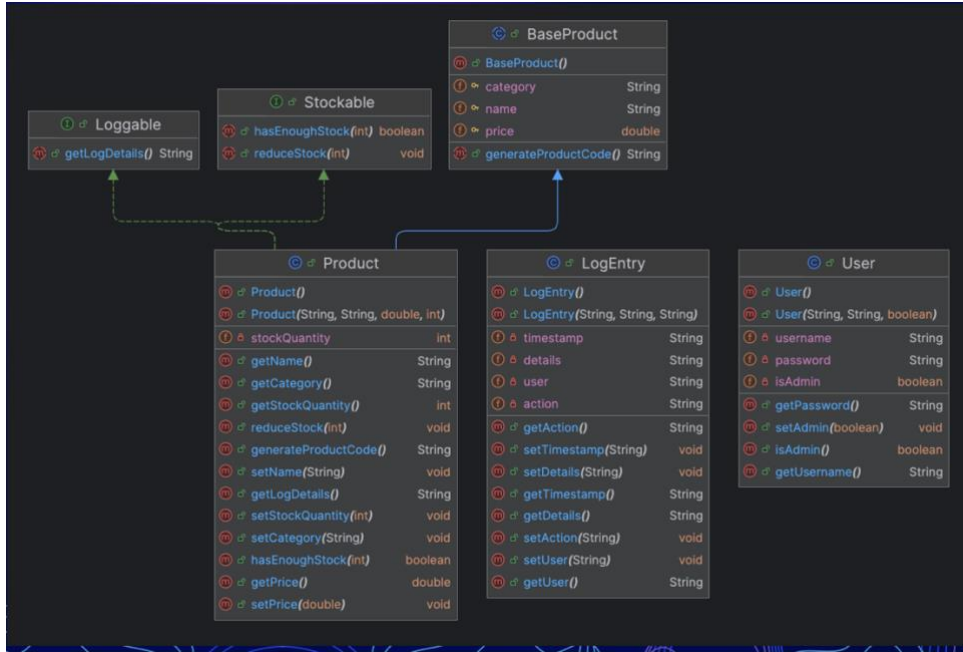 BaseProduct
BaseProduct()
category String
name String
price double
generateProductCode() String
Stockable
hasEnoughStock(int) boolean
reduceStock(int) void
Loggable
getLogDetails() String
Product
Product()
Product(String, String, double, int)
stockQuantity int
getName() String
getCategory() String
getStockQuantity() int
reduceStock(int) void
generateProductCode() String
setName(String) void
getLogDetails() String
setStockQuantity(int) void
setCategory(String) void
hasEnoughStock(int) boolean
getPrice() double
setPrice(double) void
LogEntry
LogEntry()
LogEntry(String, String, String)
timestamp String
details String
user String
action String
getAction() String
setTimestamp(String) void
setDetails(String) void
getTimestamp() String
getDetails() String
setAction(String) void
setUser(String) void
getUser() String
User
User()
User(String, String, boolean)
username String
password String
isAdmin boolean
getPassword() String
setAdmin(boolean) void
isAdmin() boolean
getUsername() String